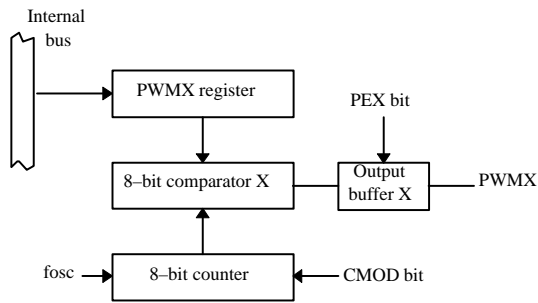 Internal
bus
PWMX register
PEX bit
8–bit comparator X
Output
buffer X
PWMX
fosc
8–bit counter
CMOD bit